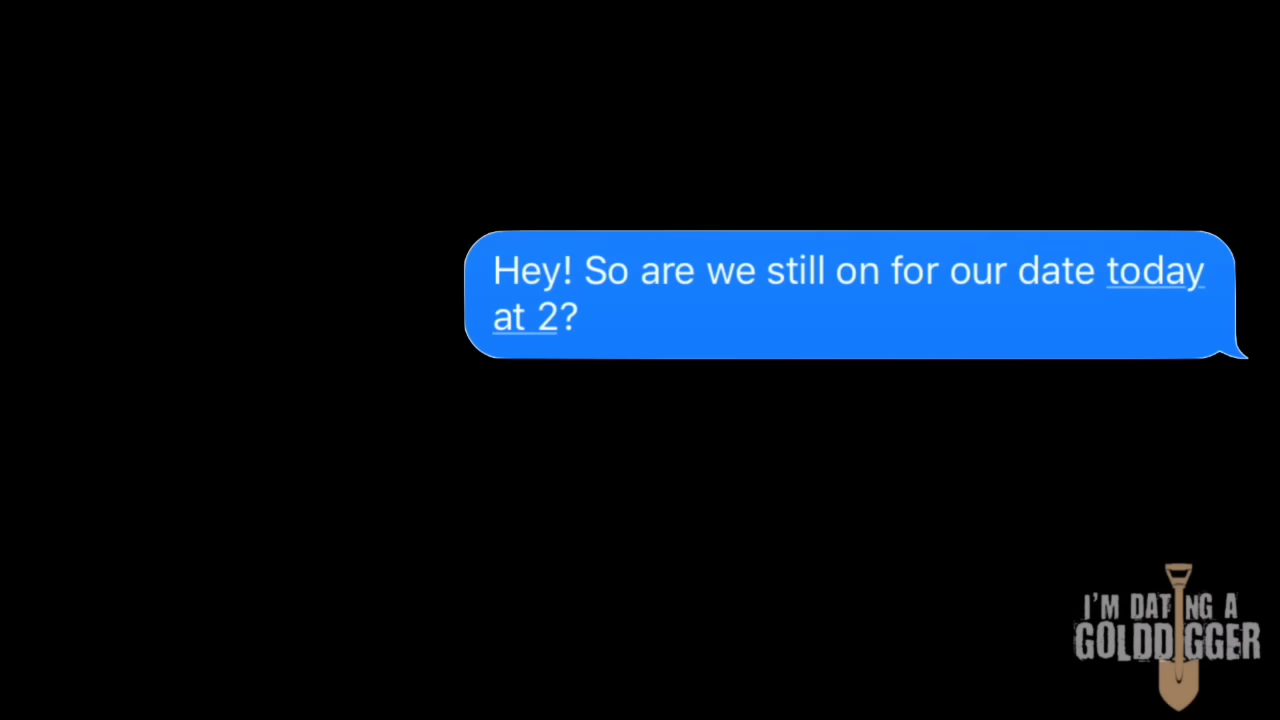 Hey! So are we still on for our date today
at 2?
I'M DATING A
GOLDDIGGER